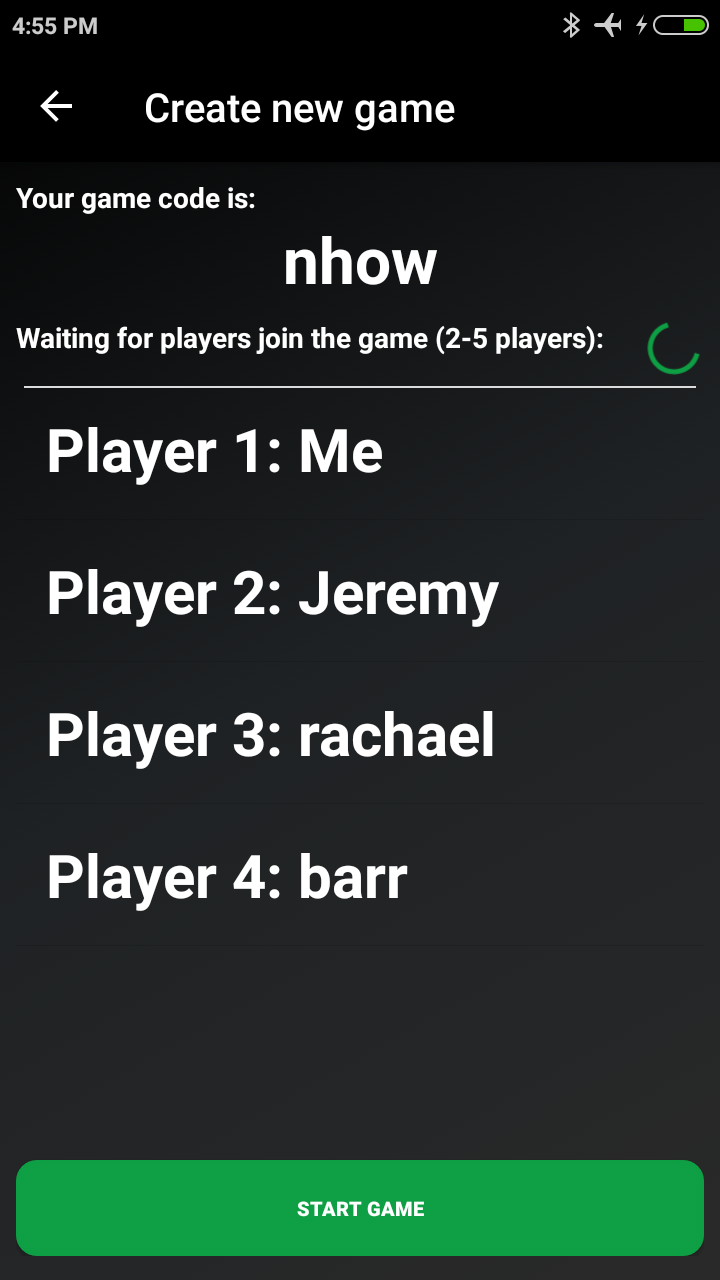 4:55 PM
Create new game
Your game code is:
nhow
Waiting for players join the game (2-5 players):
Player 1: Me
Player 2: Jeremy
Player 3: rachael
Player 4: barr
START GAME